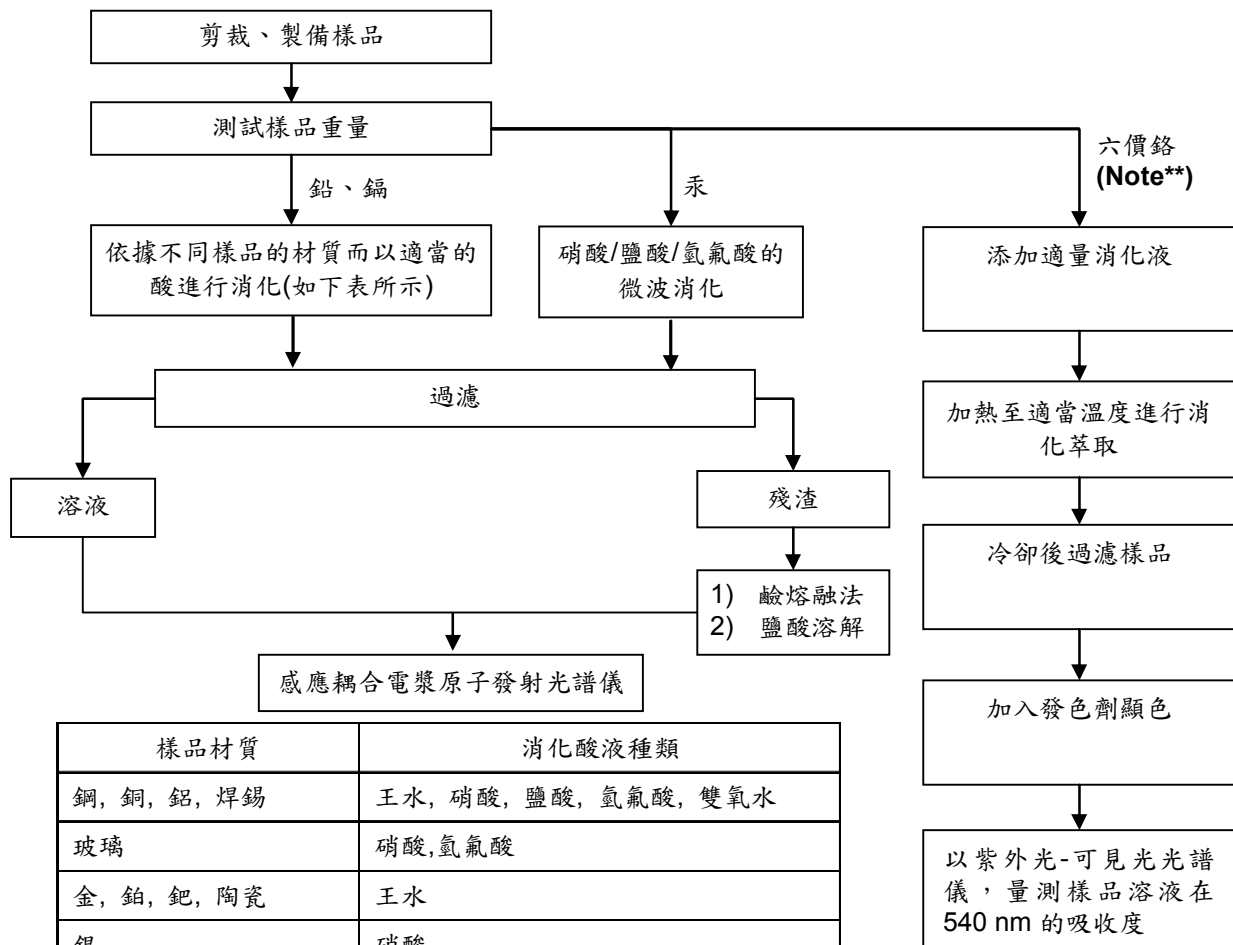 剪裁、製備樣品
測試樣品重量
鉛、鎘
汞
六價鉻
(Note**)
依據不同樣品的材質而以適當的
酸進行消化(如下表所示)
硝酸/鹽酸/氫氟酸的
微波消化
添加適量消化液
過濾
加熱至適當溫度進行消
化萃取
溶液
殘渣
冷卻後過濾樣品
1) 鹼熔融法
2) 鹽酸溶解
感應耦合電漿原子發射光譜儀
加入發色劑顯色
樣品材質 消化酸液種類
鋼, 銅, 鋁, 焊錫 王水, 硝酸, 鹽酸, 氫氟酸, 雙氧水
玻璃 硝酸,氫氟酸
金, 鉑, 鈀, 陶瓷 王水
銀 硝酸
以紫外光-可見光光譜
儀，量測樣品溶液在
540 nm 的吸收度